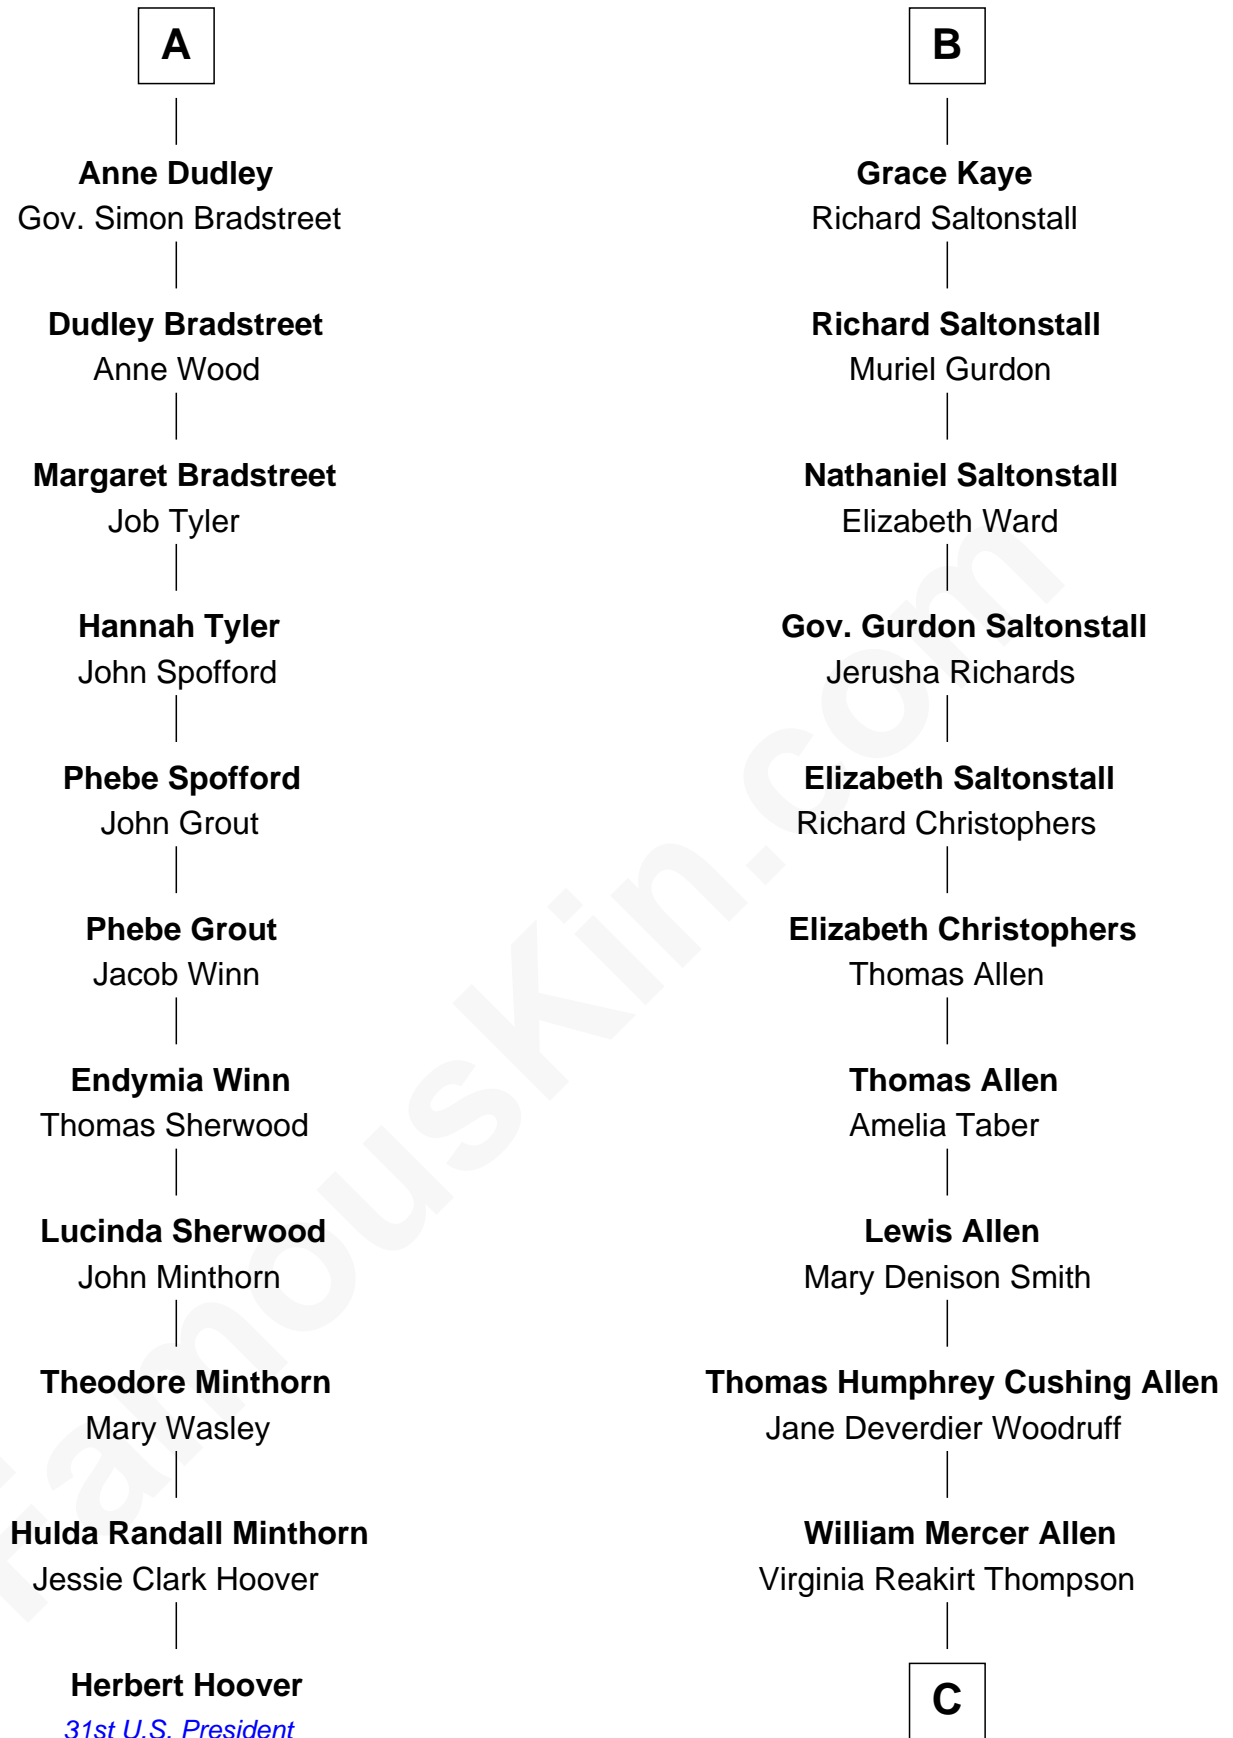 A
Anne Dudley
Gov. Simon Bradstreet
Dudley Bradstreet
Anne Wood
Margaret Bradstreet
Job Tyler
Hannah Tyler
John Spofford
Phebe Spofford
John Grout
Phebe Grout
Jacob Winn
Endymia Winn
Thomas Sherwood
Lucinda Sherwood
John Minthorn
Theodore Minthorn
Mary Wasley
Hulda Randall Minthorn
Jessie Clark Hoover
Herbert Hoover
31st U.S. President
B
Grace Kaye
Richard Saltonstall
Richard Saltonstall
Muriel Gurdon
Nathaniel Saltonstall
Elizabeth Ward
Gov. Gurdon Saltonstall
Jerusha Richards
Elizabeth Saltonstall
Richard Christophers
Elizabeth Christophers
Thomas Allen
Thomas Allen
Amelia Taber
Lewis Allen
Mary Denison Smith
Thomas Humphrey Cushing Allen
Jane Deverdier Woodruff
William Mercer Allen
Virginia Reakirt Thompson
C
FamousKin.com